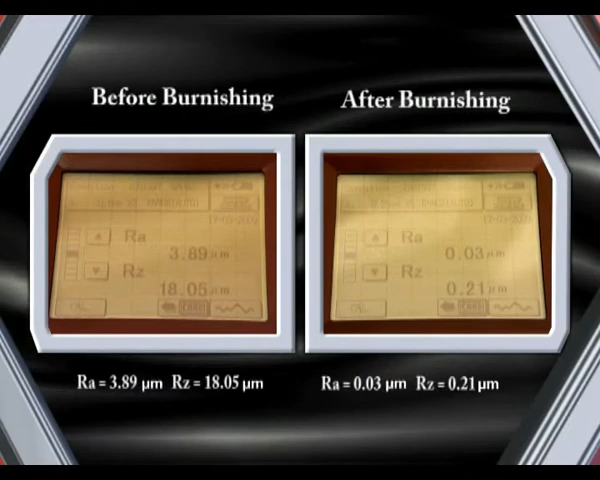 Before Burnishing
After Burnishing
Ra
3.89 µm
Rz
18.05 µm
Ra
0.03 µm
Rz
0.21 µm
Ra = 3.89 µm Rz = 18.05 µm
Ra = 0.03 µm Rz = 0.21 µm